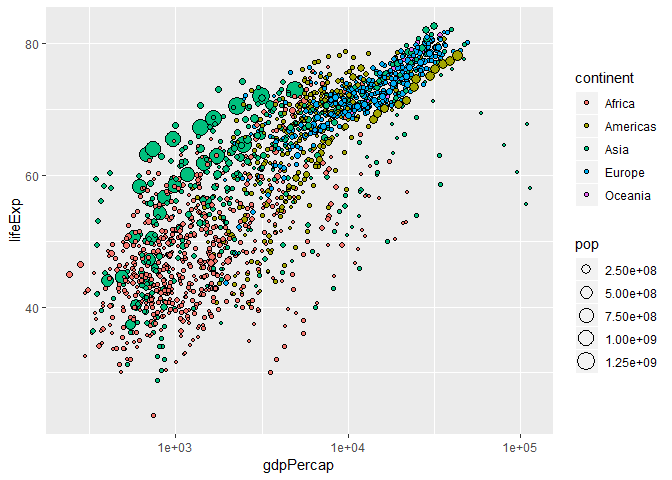 80
60
40
lifeExp
1e+03
1e+04
1e+05
gdpPercap
continent
Africa
Americas
Asia
Europe
Oceania
pop
2.50e+08
5.00e+08
7.50e+08
1.00e+09
1.25e+09